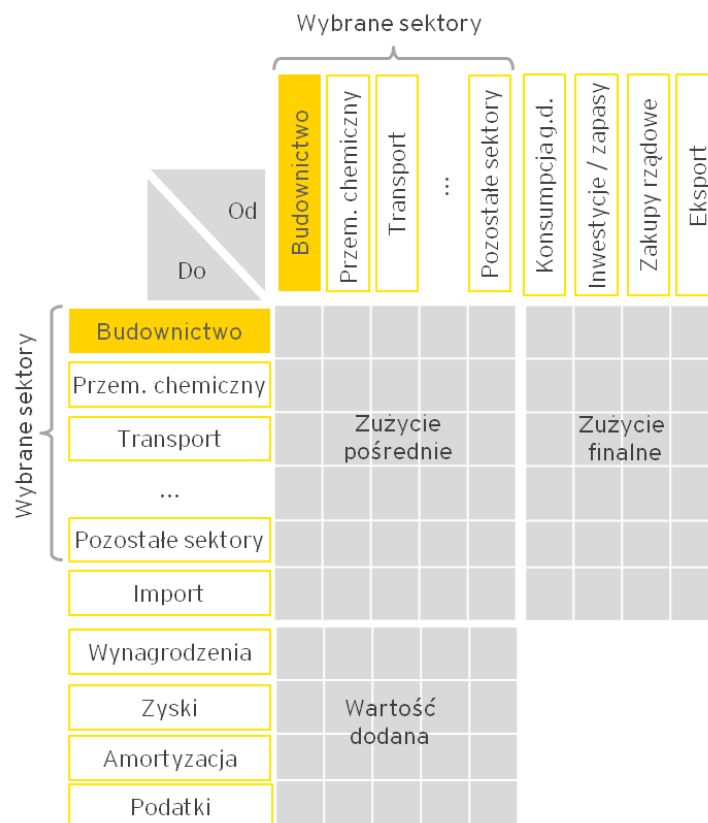 Wybrane sektory
Budownictwo
Przem. chemiczny
Transport
...
Pozostałe sektory
Konsumpcja g.d.
Inwestycje / zapasy
Zakupy rządowe
Eksport
Od
Do
Wybrane sektory
Budownictwo
Przem. chemiczny
Transport
...
Pozostałe sektory
Import
Wynagrodzenia
Zyski
Amortyzacja
Podatki
Zużycie
pośrednie
Zużycie
finalne
Wartość
dodana